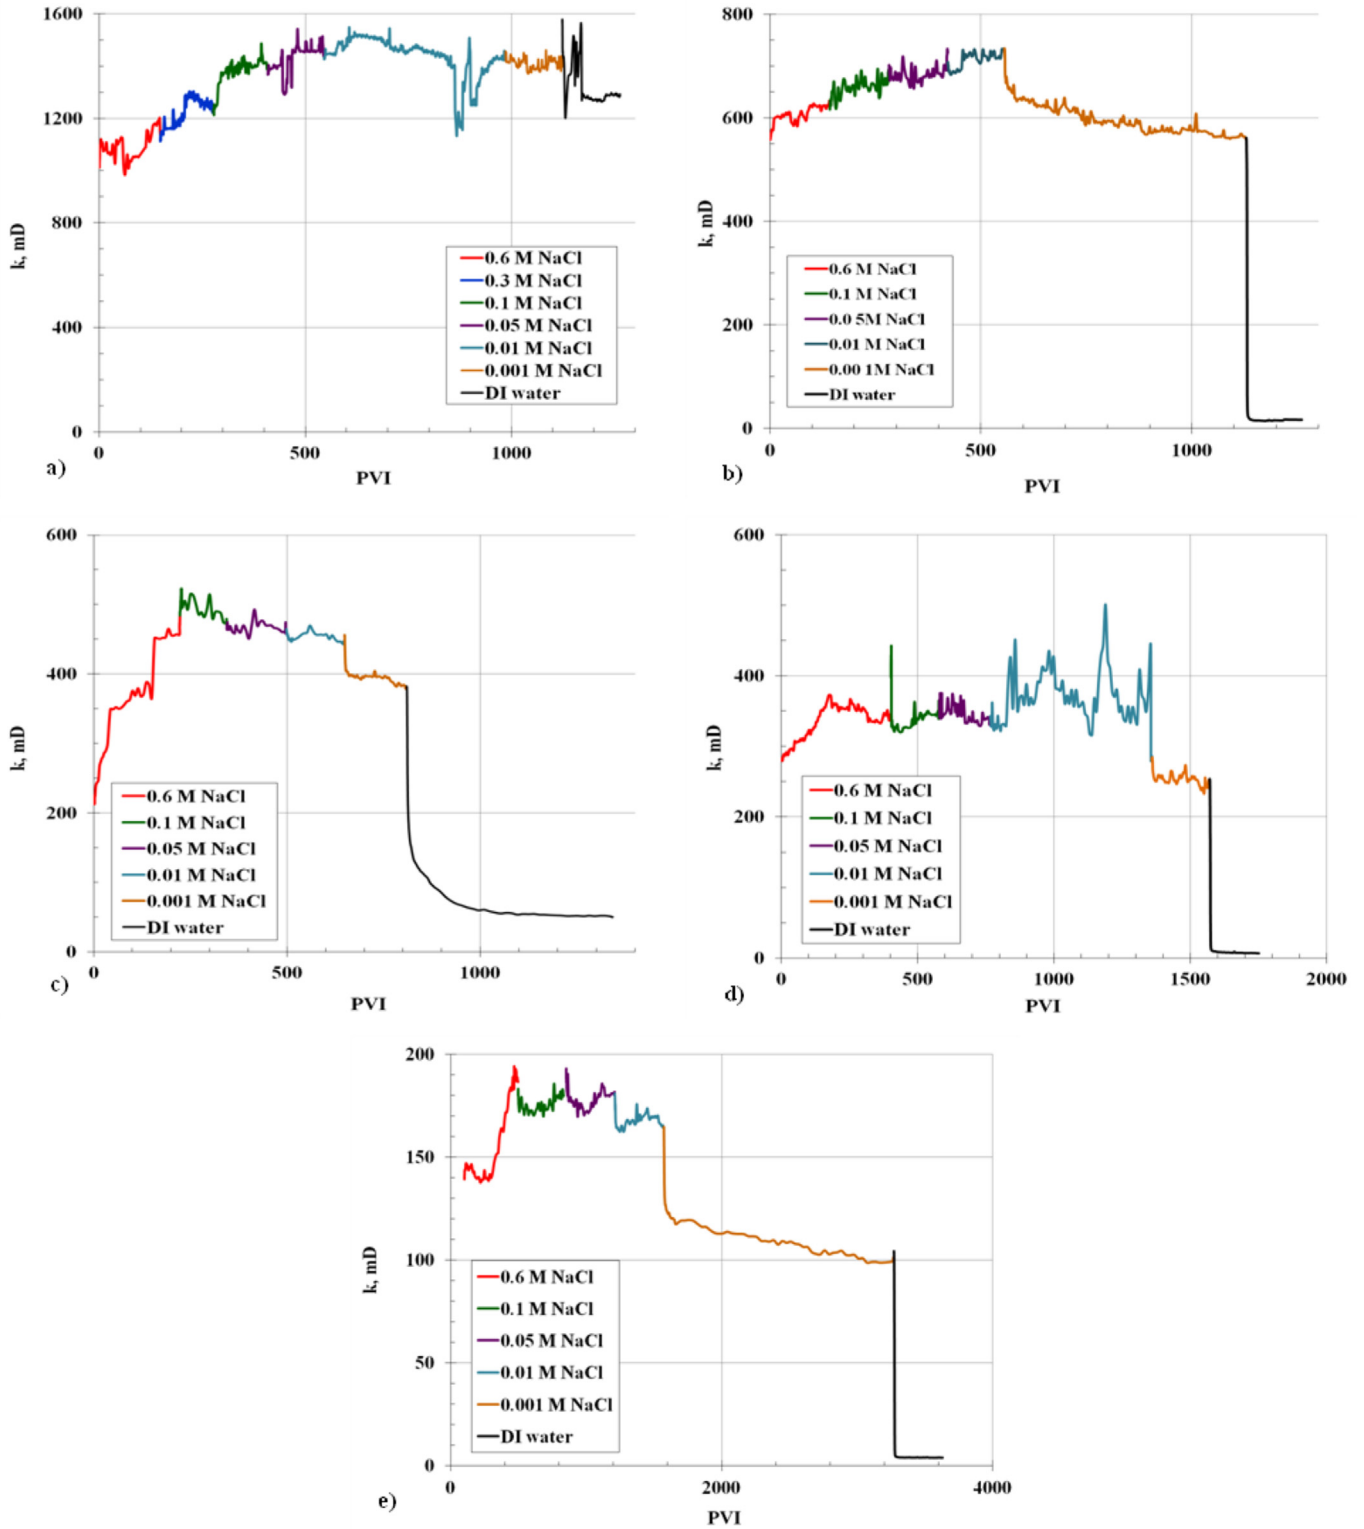 1600
1200
800
400
0
k, mD
0.6 M NaCl
0.3 M NaCl
0.1 M NaCl
0.05 M NaCl
0.01 M NaCl
0.001 M NaCl
DI water
0 500 1000
a)
PVI
800
600
400
200
0
k, mD
0.6 M NaCl
0.1 M NaCl
0.0 5M NaCl
0.01 M NaCl
0.00 1M NaCl
DI water
0 500 1000
b)
PVI
600
400
200
0
k, mD
0.6 M NaCl
0.1 M NaCl
0.05 M NaCl
0.01 M NaCl
0.001 M NaCl
DI water
0 500 1000
c)
PVI
600
400
200
0
k, mD
0.6 M NaCl
0.1 M NaCl
0.05 M NaCl
0.01 M NaCl
0.001 M NaCl
DI water
0 500 1000 1500 2000
d)
PVI
200
150
100
50
0
k, mD
0.6 M NaCl
0.1 M NaCl
0.05 M NaCl
0.01 M NaCl
0.001 M NaCl
DI water
0 2000 4000
e)
PVI